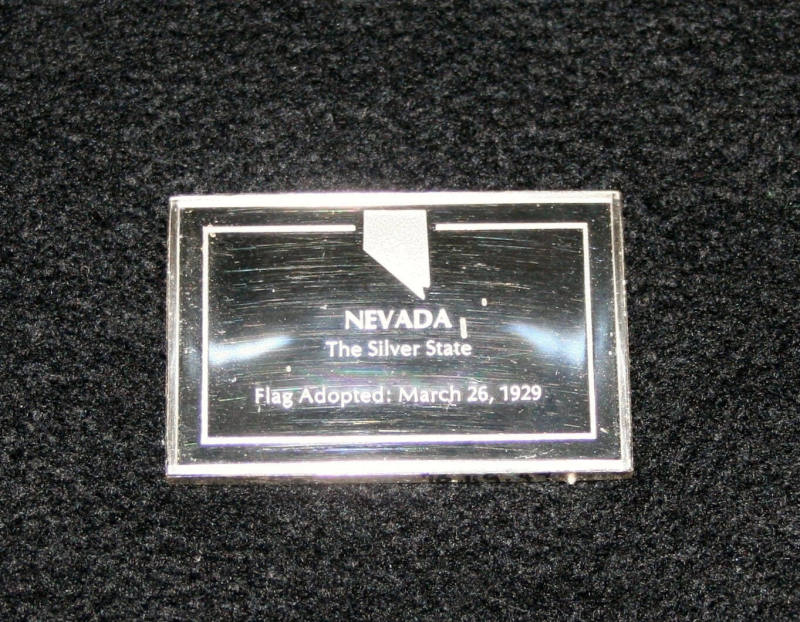 NEVADA
The Silver State
Flag Adopted: March 26, 1929